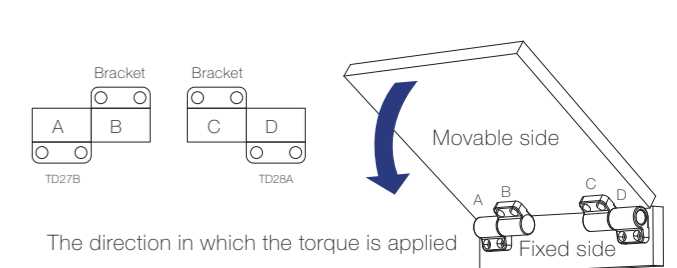 Bracket Bracket
A B C D
TD27B TD28A
Movable side
A B C D
The direction in which the torque is applied
Fixed side